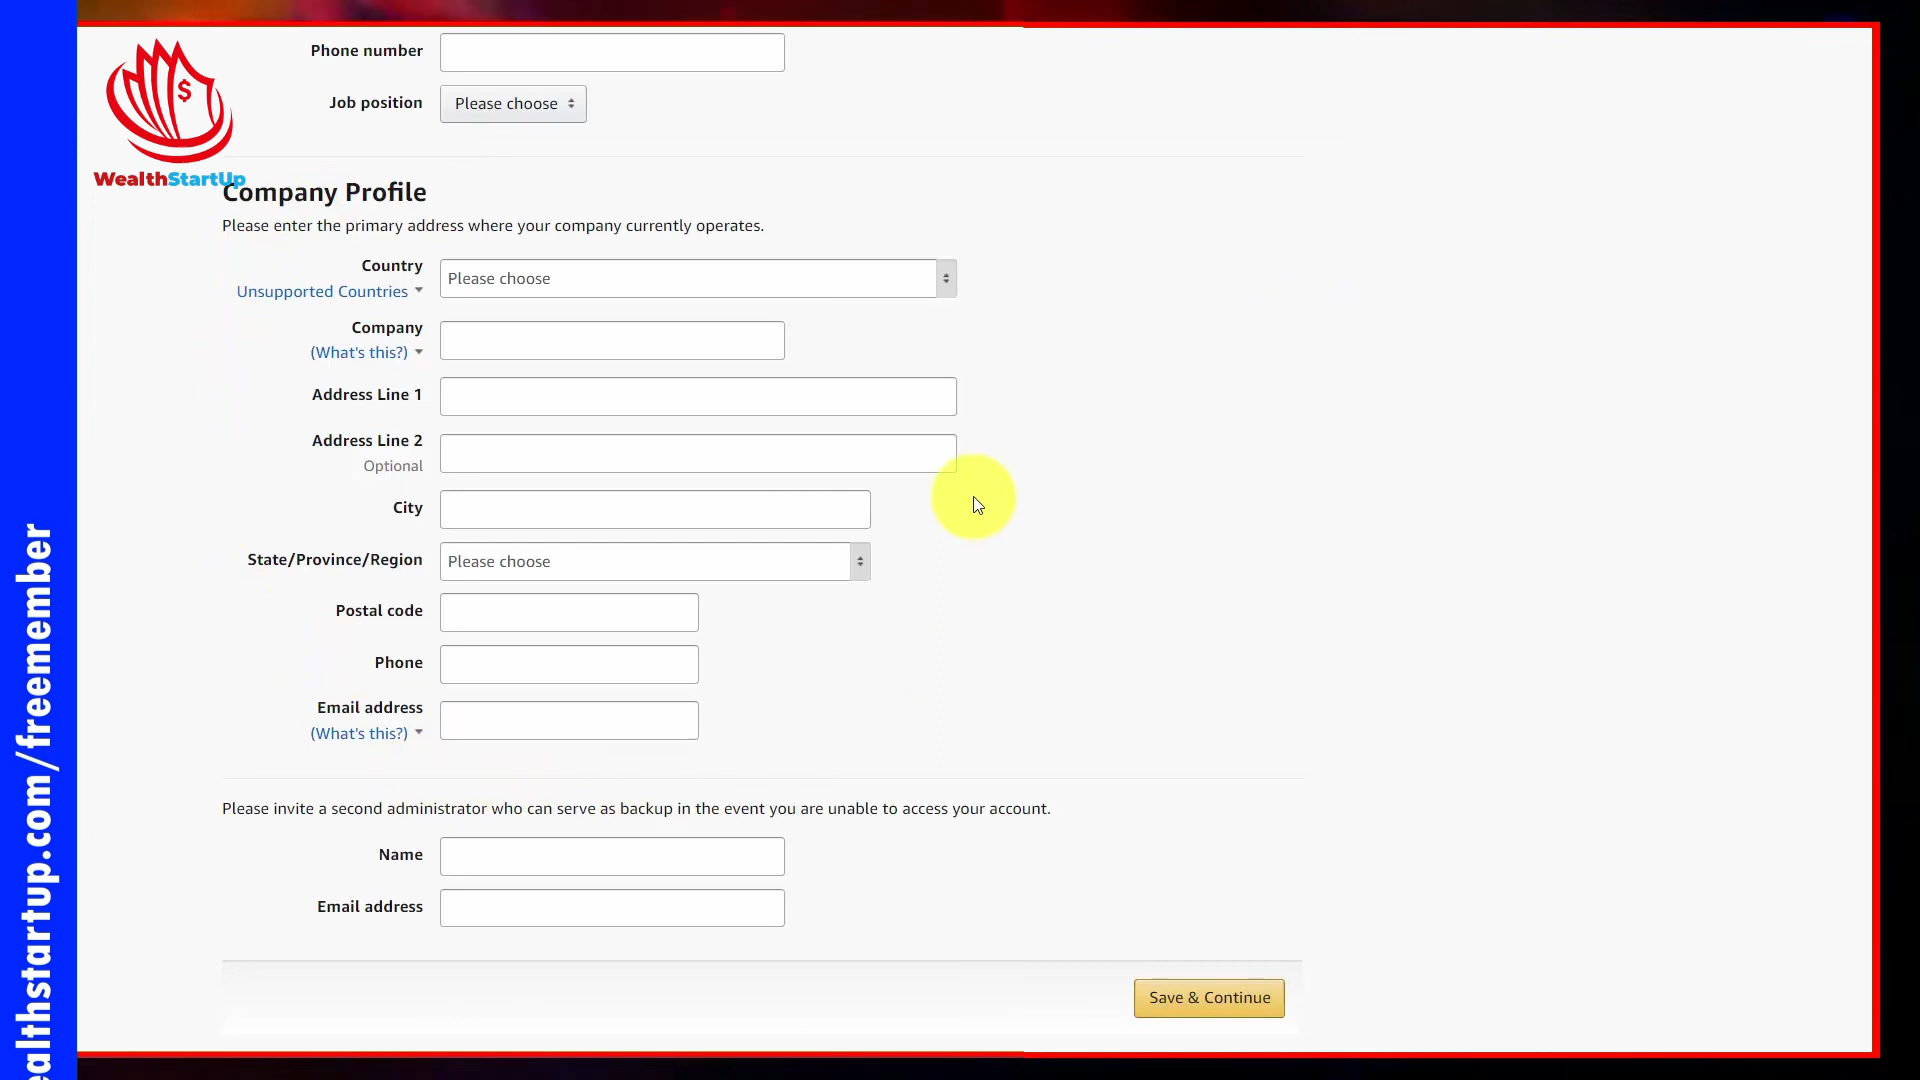 Phone number
Job position
Please choose
$
WealthStartUp
Company Profile
Please enter the primary address where your company currently operates.
Country
Please choose
Unsupported Countries
Company
(What's this?)
Address Line 1
Address Line 2
Optional
City
State/Province/Region
Please choose
Postal code
Phone
Email address
(What's this?)
Please invite a second administrator who can serve as backup in the event you are unable to access your account.
Name
Email address
Save & Continue
ealthstartup.com/freemember